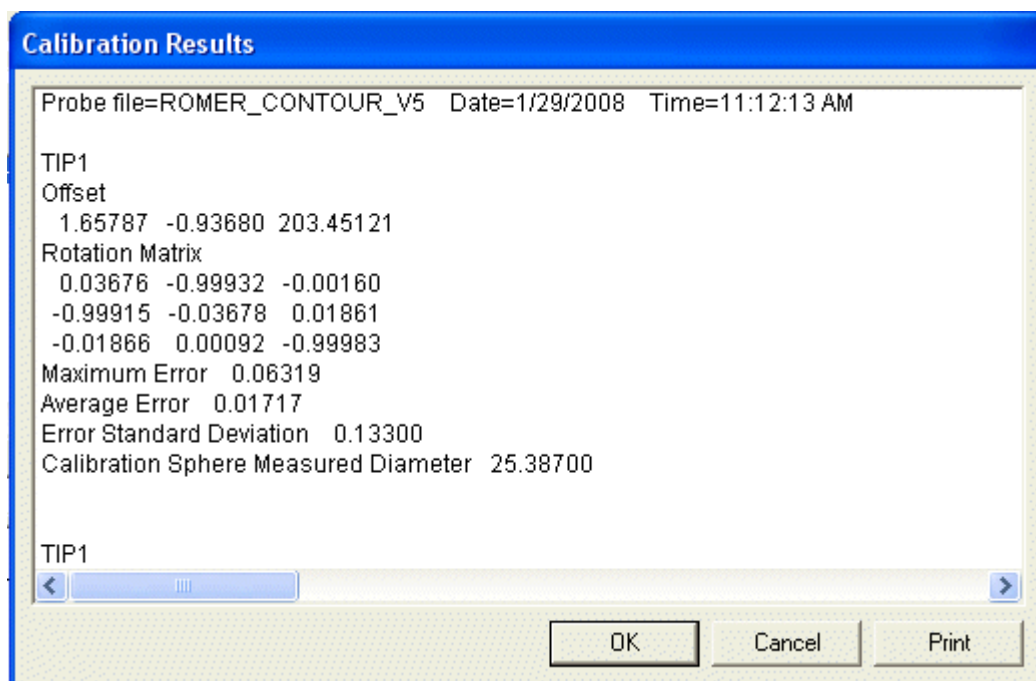 Calibration Results
Probe file=ROMER_CONTOUR_V5 Date=1/29/2008 Time=11:12:13 AM
TIP1
Offset
1.65787 -0.93680 203.45121
Rotation Matrix
0.03676 -0.99932 -0.00160
-0.99915 -0.03678 0.01861
-0.01866 0.00092 -0.99983
Maximum Error 0.06319
Average Error 0.01717
Error Standard Deviation 0.13300
Calibration Sphere Measured Diameter 25.38700
TIP1
OK Cancel Print